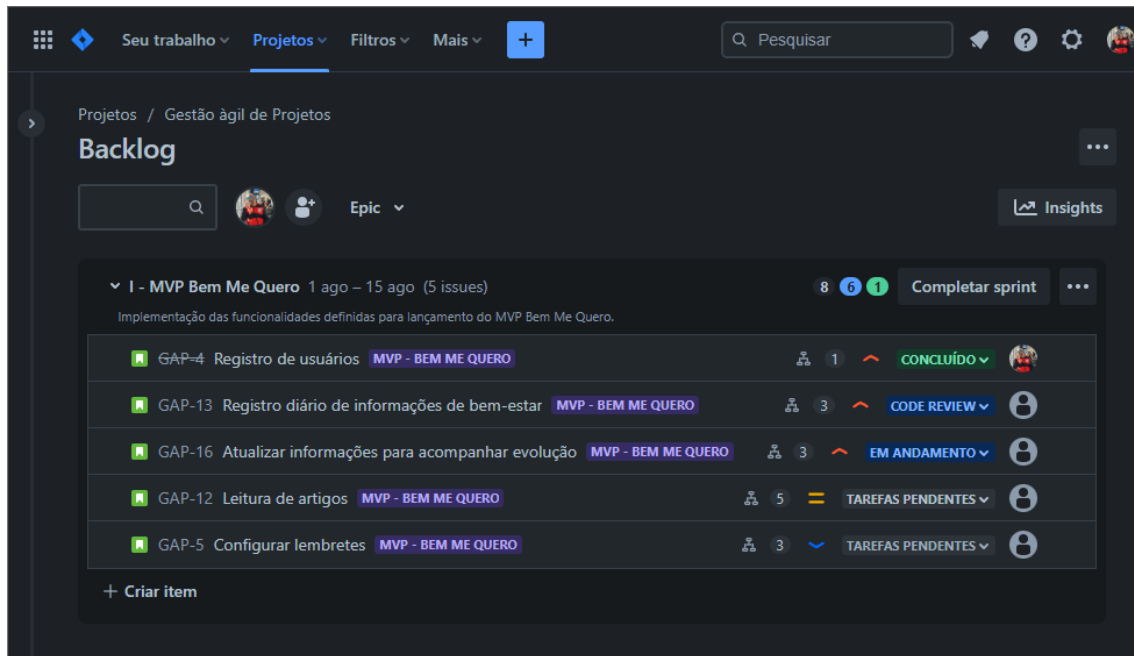 Seu trabalho Projetos Filtros Mais + Pesquisar
Projetos / Gestão àgil de Projetos
Backlog
Epic Insights
I - MVP Bem Me Quero 1 ago – 15 ago (5 issues) 8 6 1 Completar sprint
Implementação das funcionalidades definidas para lançamento do MVP Bem Me Quero.
GAP-4 Registro de usuários MVP - BEM ME QUERO 1 CONCLUÍDO
GAP-13 Registro diário de informações de bem-estar MVP - BEM ME QUERO 3 CODE REVIEW
GAP-16 Atualizar informações para acompanhar evolução MVP - BEM ME QUERO 3 EM ANDAMENTO
GAP-12 Leitura de artigos MVP - BEM ME QUERO 5 TAREFAS PENDENTES
GAP-5 Configurar lembretes MVP - BEM ME QUERO 3 TAREFAS PENDENTES
+ Criar item